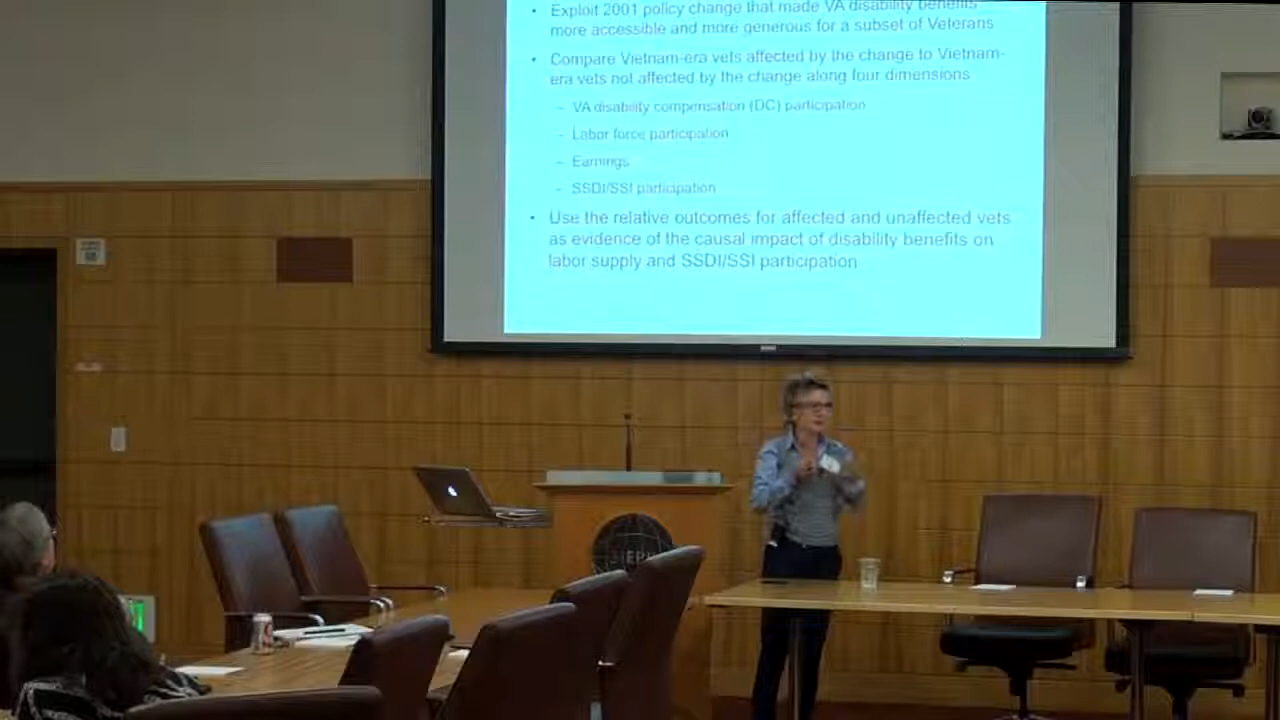 • Exploit 2001 policy change that made VA disability benefits
more accessible and more generous for a subset of Veterans
• Compare Vietnam-era vets affected by the change to Vietnam-
era vets not affected by the change along four dimensions
– VA disability compensation (DC) participation
– Labor force participation
– Earnings
– SSDI/SSI participation
• Use the relative outcomes for affected and unaffected vets
as evidence of the causal impact of disability benefits on
labor supply and SSDI/SSI participation
SIEPR